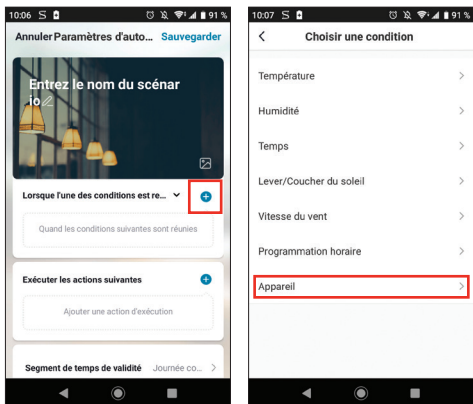 10:06 S 91 %
Annuler Paramètres d'auto... Sauvegarder
Entrez le nom du scénar
io
Lorsque l'une des conditions est re...
Quand les conditions suivantes sont réunies
Exécuter les actions suivantes
Ajouter une action d'exécution
Segment de temps de validité Journée co...
10:07 S 91 %
Choisir une condition
Température
Humidité
Temps
Lever/Coucher du soleil
Vitesse du vent
Programmation horaire
Appareil